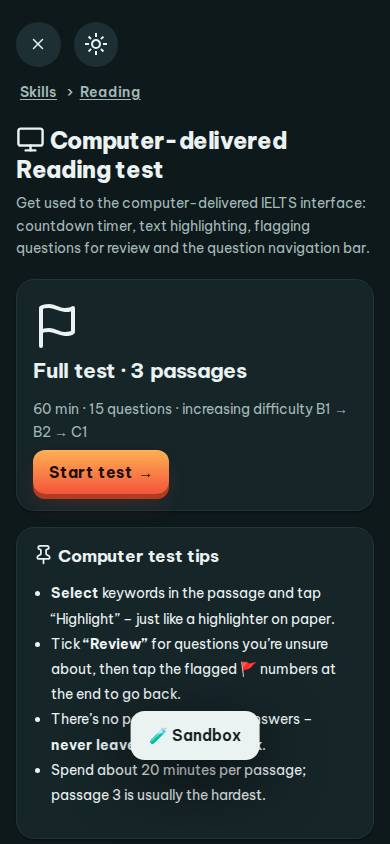 Skills › Reading
Computer-delivered
Reading test
Get used to the computer-delivered IELTS interface:
countdown timer, text highlighting, flagging
questions for review and the question navigation bar.
Full test · 3 passages
60 min · 15 questions · increasing difficulty B1 →
B2 → C1
Start test →
Computer test tips
• Select keywords in the passage and tap
“Highlight” – just like a highlighter on paper.
• Tick “Review” for questions you’re unsure
about, then tap the flagged 🚩 numbers at
the end to go back.
• There’s no answers –
never leave
🧪 Sandbox
• Spend about 20 minutes per passage;
passage 3 is usually the hardest.